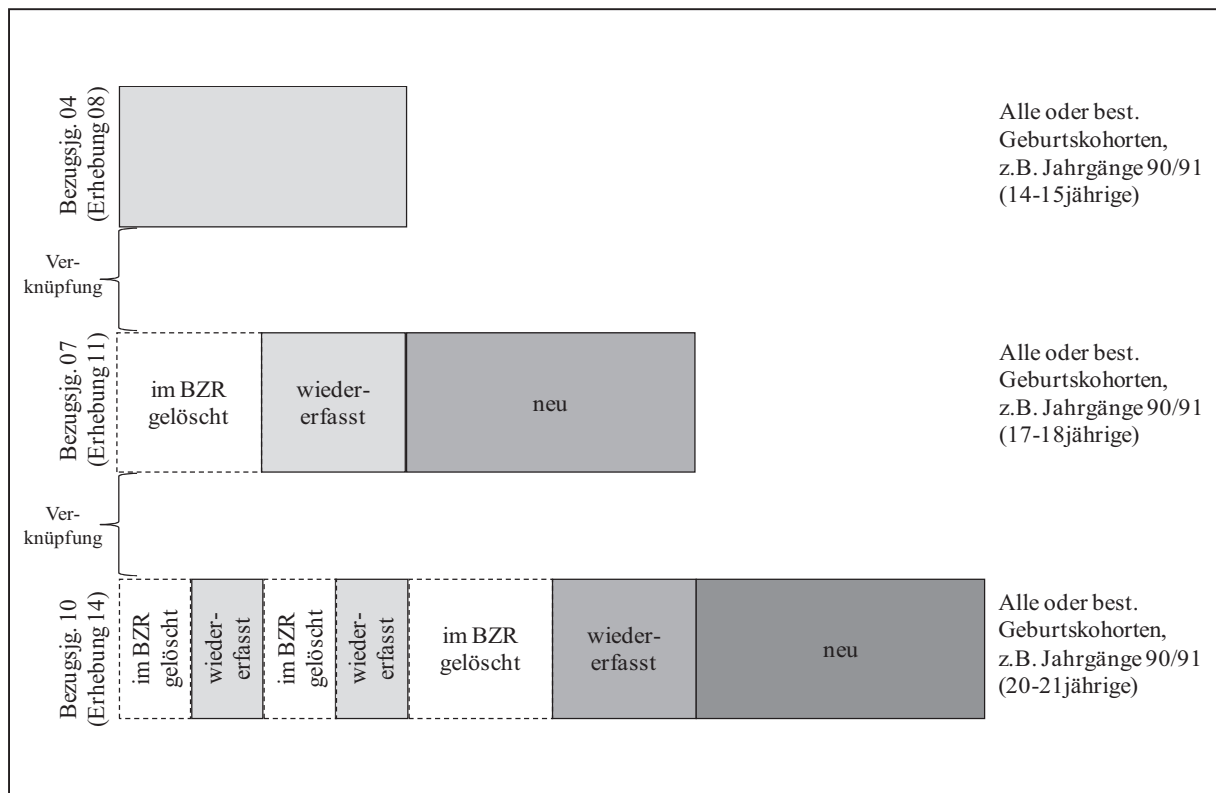 Bezugsjg. 04
(Erhebung 08)
Alle oder best.
Geburtskohorten,
z.B. Jahrgänge 90/91
(14-15jährige)
Ver-
knüpfung
Bezugsjg. 07
(Erhebung 11)
im BZR
gelöscht
wieder-
erfasst
neu
Alle oder best.
Geburtskohorten,
z.B. Jahrgänge 90/91
(17-18jährige)
Ver-
knüpfung
Bezugsjg. 10
(Erhebung 14)
im BZR
gelöscht
wieder-
erfasst
im BZR
gelöscht
wieder-
erfasst
im BZR
gelöscht
wieder-
erfasst
neu
Alle oder best.
Geburtskohorten,
z.B. Jahrgänge 90/91
(20-21jährige)